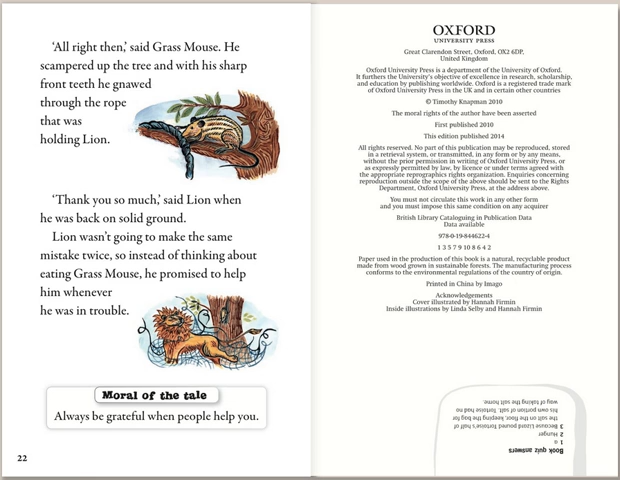 'All right then,' said Grass Mouse. He
scampered up the tree and with his sharp
front teeth he gnawed
through the rope
that was
holding Lion.
'Thank you so much,' said Lion when
he was back on solid ground.
Lion wasn't going to make the same
mistake twice, so instead of thinking about
eating Grass Mouse, he promised to help
him whenever
he was in trouble.
Moral of the tale
Always be grateful when people help you.
22
OXFORD
UNIVERSITY PRESS
Great Clarendon Street, Oxford, OX2 6DP,
United Kingdom
Oxford University Press is a department of the University of Oxford.
It furthers the University's objective of excellence in research, scholarship,
and education by publishing worldwide. Oxford is a registered trade mark
of Oxford University Press in the UK and in certain other countries
© Timothy Knapman 2010
The moral rights of the author have been asserted
First published 2010
This edition published 2014
All rights reserved. No part of this publication may be reproduced, stored
in a retrieval system, or transmitted, in any form or by any means,
without the prior permission in writing of Oxford University Press, or
as expressly permitted by law, by licence or under terms agreed with
the appropriate reprographics rights organization. Enquiries concerning
reproduction outside the scope of the above should be sent to the Rights
Department, Oxford University Press, at the address above.
You must not circulate this work in any other form
and you must impose this same condition on any acquirer
British Library Cataloguing in Publication Data
Data available
978-0-19-844622-4
1 3 5 7 9 10 8 6 4 2
Paper used in the production of this book is a natural, recyclable product
made from wood grown in sustainable forests. The manufacturing process
conforms to the environmental regulations of the country of origin.
Printed in China by Imago
Acknowledgements
Cover illustrated by Hannah Firmin
Inside illustrations by Linda Selby and Hannah Firmin
Book quiz answers
1 a
2 Hunger
3 Because Lizard poured Tortoise's half of
the salt on the floor, keeping the bag for
his own portion of salt. Tortoise had no
way of taking the salt home.